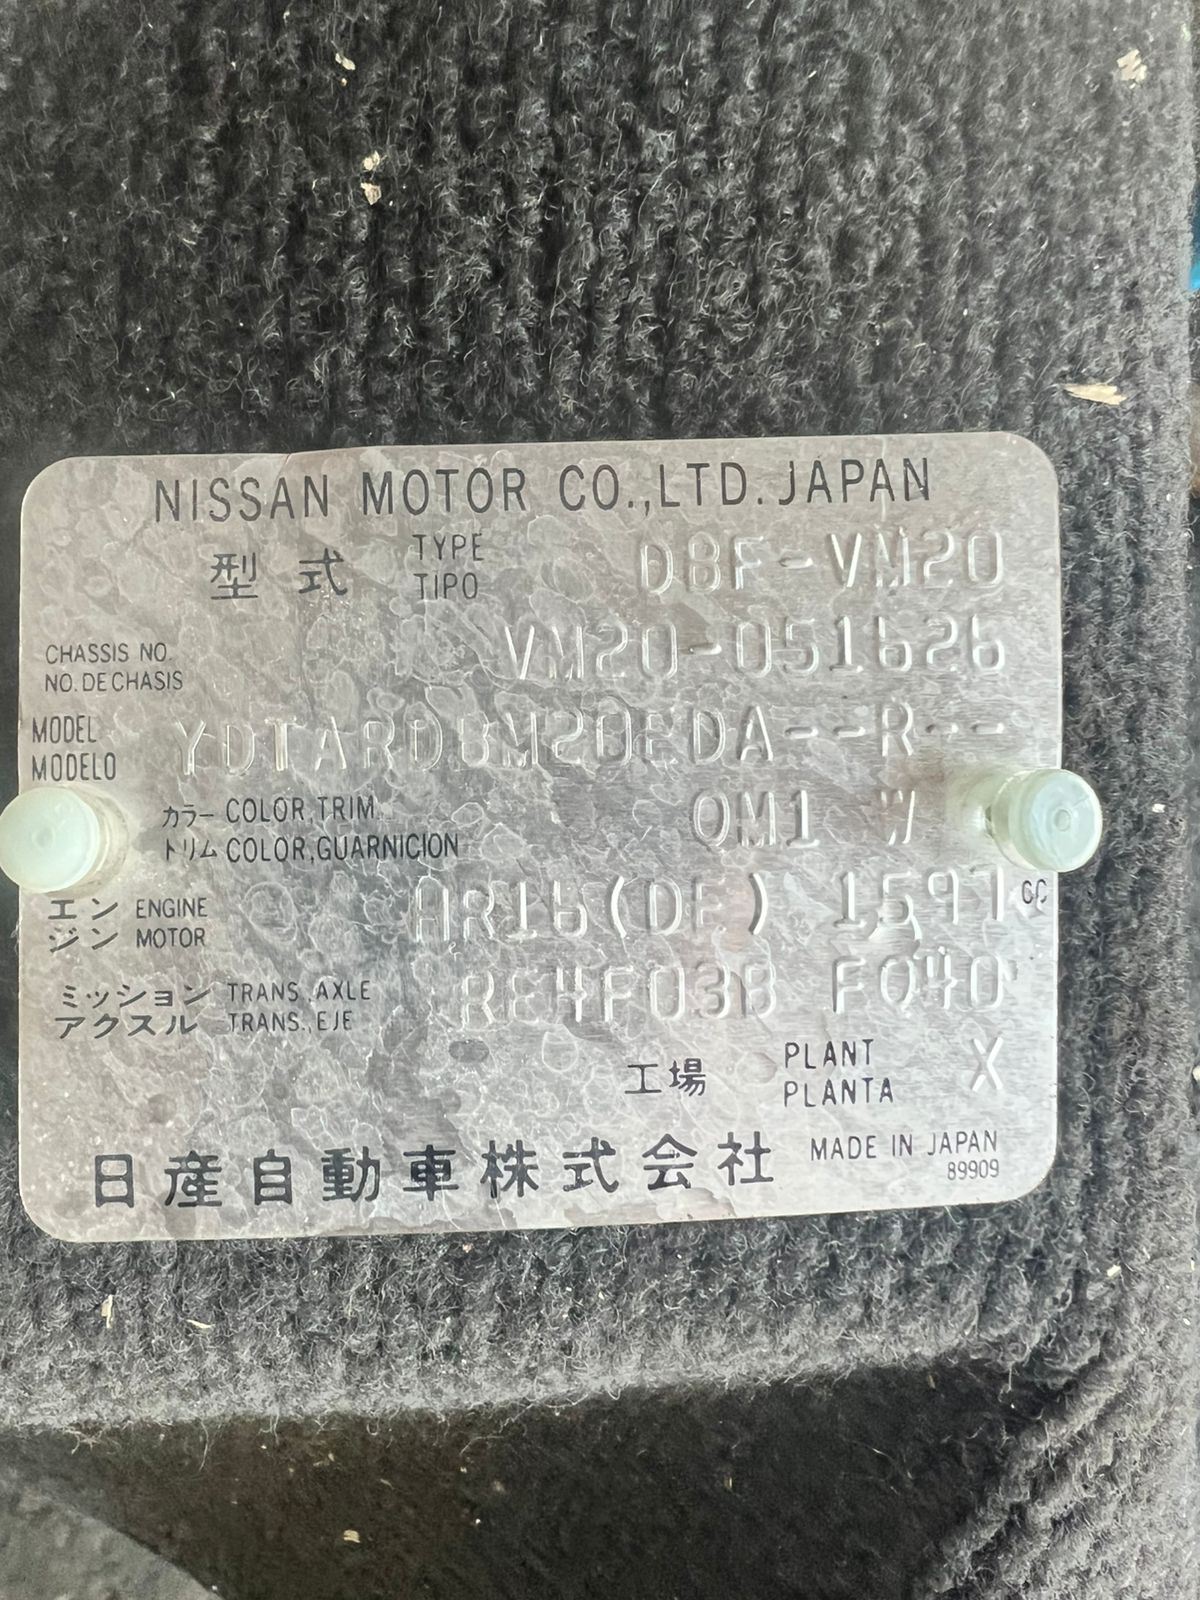 NISSAN MOTOR CO.,LTD. JAPAN
型式 TYPE TIPO DBF-VM20
CHASSIS NO. NO. DE CHASIS VM20-051626
MODEL MODELO YDTARDBM20EDA--R--
カラー COLOR,TRIM. QM1 W
トリム COLOR,GUARNICION
エンジン ENGINE MOTOR HR16(DE) 1597 CC
ミッション TRANS.,AXLE RE4F03B FQ40
アクスル TRANS.,EJE
工場 PLANT PLANTA X
日産自動車株式会社 MADE IN JAPAN
89909